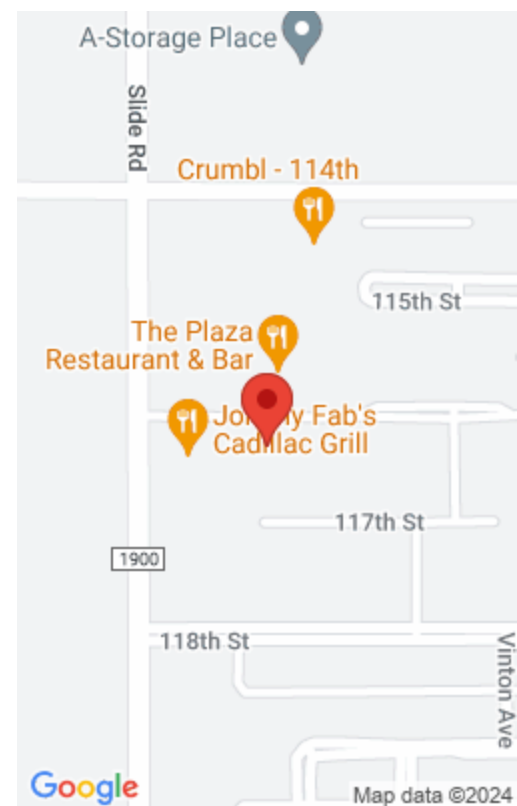 A-Storage Place
Slide Rd
Crumbl - 114th
115th St
The Plaza
Restaurant & Bar
Fab's
Cadillac Grill
117th St
1900
118th St
Vinton Ave
Google
Map data ©2024